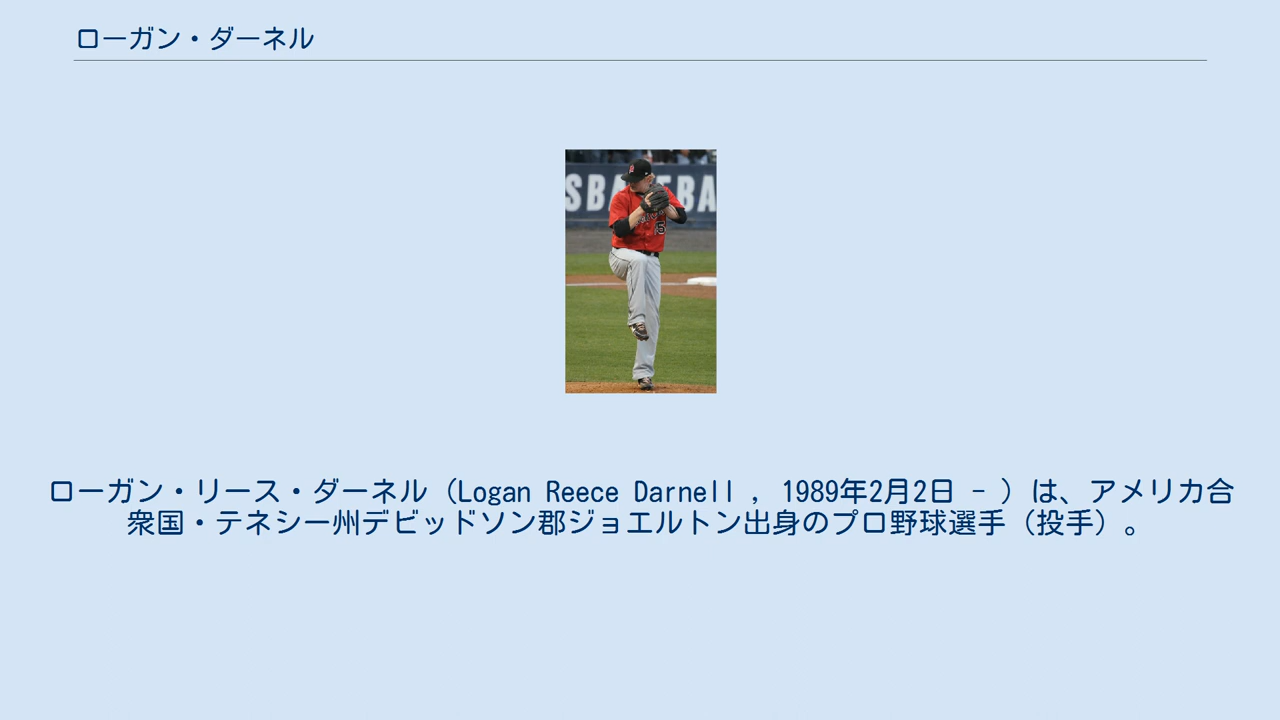 ローガン・ダーネル
SBASEBA
ローガン・リース・ダーネル（Logan Reece Darnell , 1989年2月2日 - ）は、アメリカ合
衆国・テネシー州デビッドソン郡ジョエルトン出身のプロ野球選手（投手）。